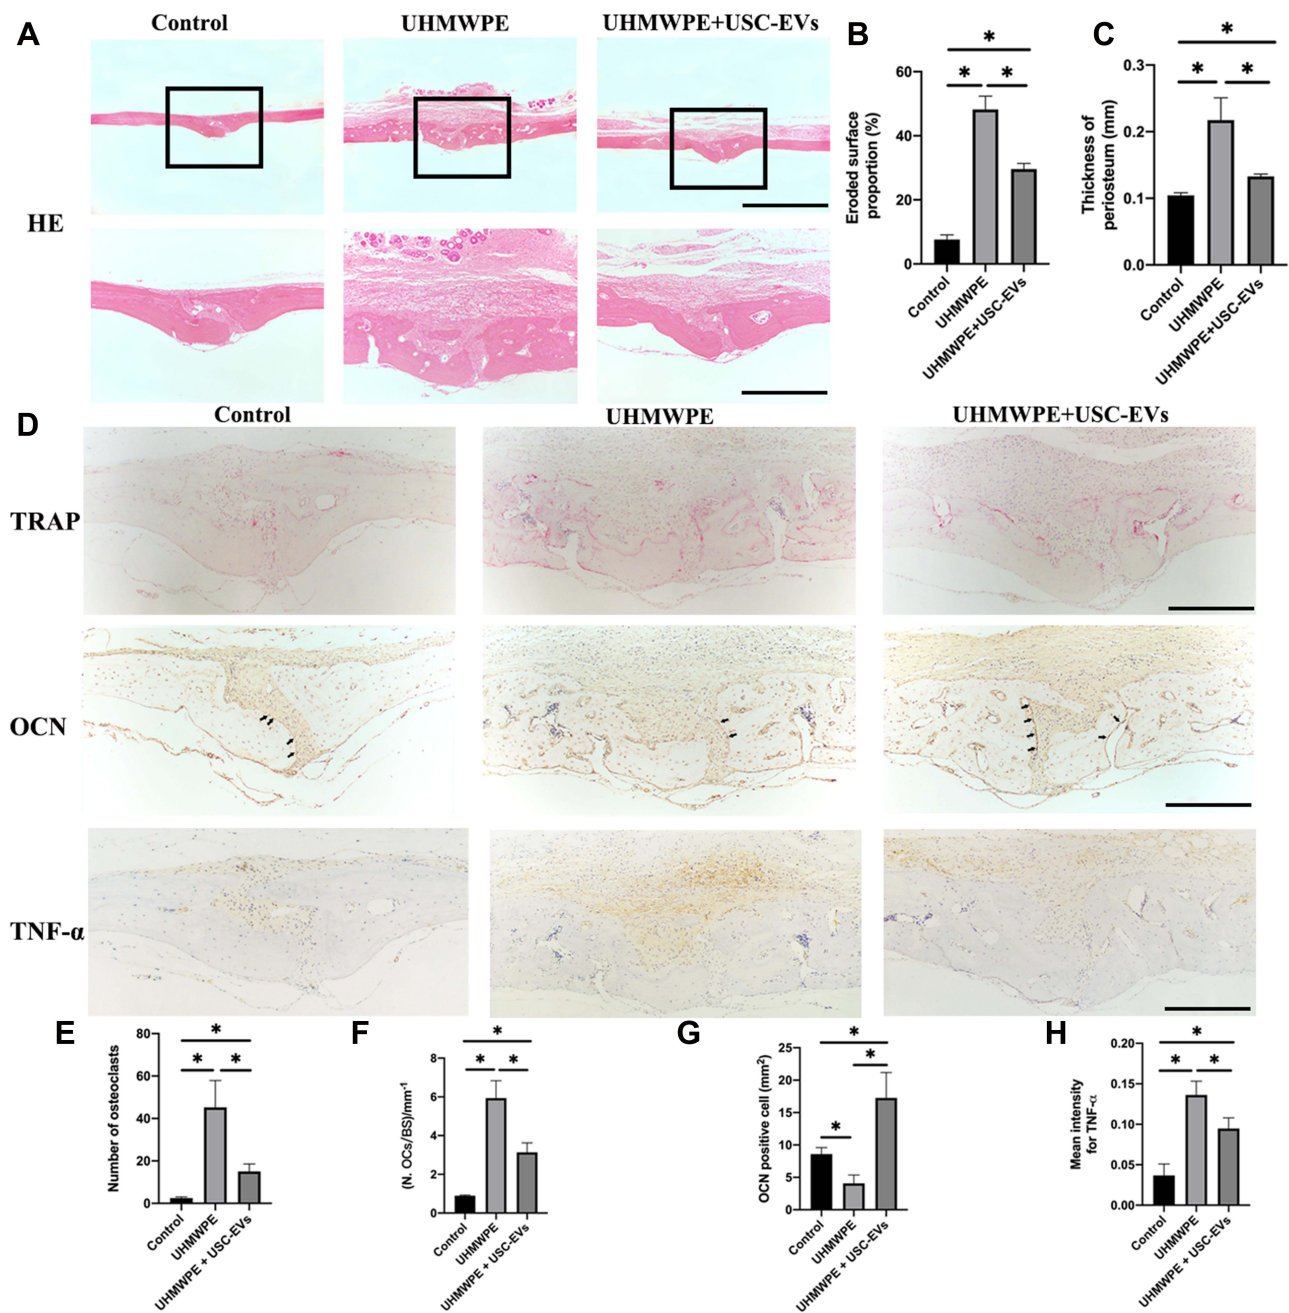 A
Control
UHMWPE
UHMWPE+USC-EVs
HE
B
Eroded surface
proportion (%)
60
40
20
0
Control
UHMWPE
UHMWPE+USC-EVs
*
*
*
C
Thickness of
periosteum (mm)
0.3
0.2
0.1
0.0
Control
UHMWPE
UHMWPE+USC-EVs
*
*
*
D
Control
UHMWPE
UHMWPE+USC-EVs
TRAP
OCN
TNF-α
E
Number of osteoclasts
80
60
40
20
0
Control
UHMWPE
UHMWPE + USC-EVs
*
*
*
F
(N. OCs/BS)/mm-1
8
6
4
2
0
Control
UHMWPE
UHMWPE + USC-EVs
*
*
*
G
OCN positive cell (mm²)
25
20
15
10
5
0
Control
UHMWPE
UHMWPE + USC-EVs
*
*
*
H
Mean intensity
for TNF-α
0.20
0.15
0.10
0.05
0.00
Control
UHMWPE
UHMWPE + USC-EVs
*
*
*